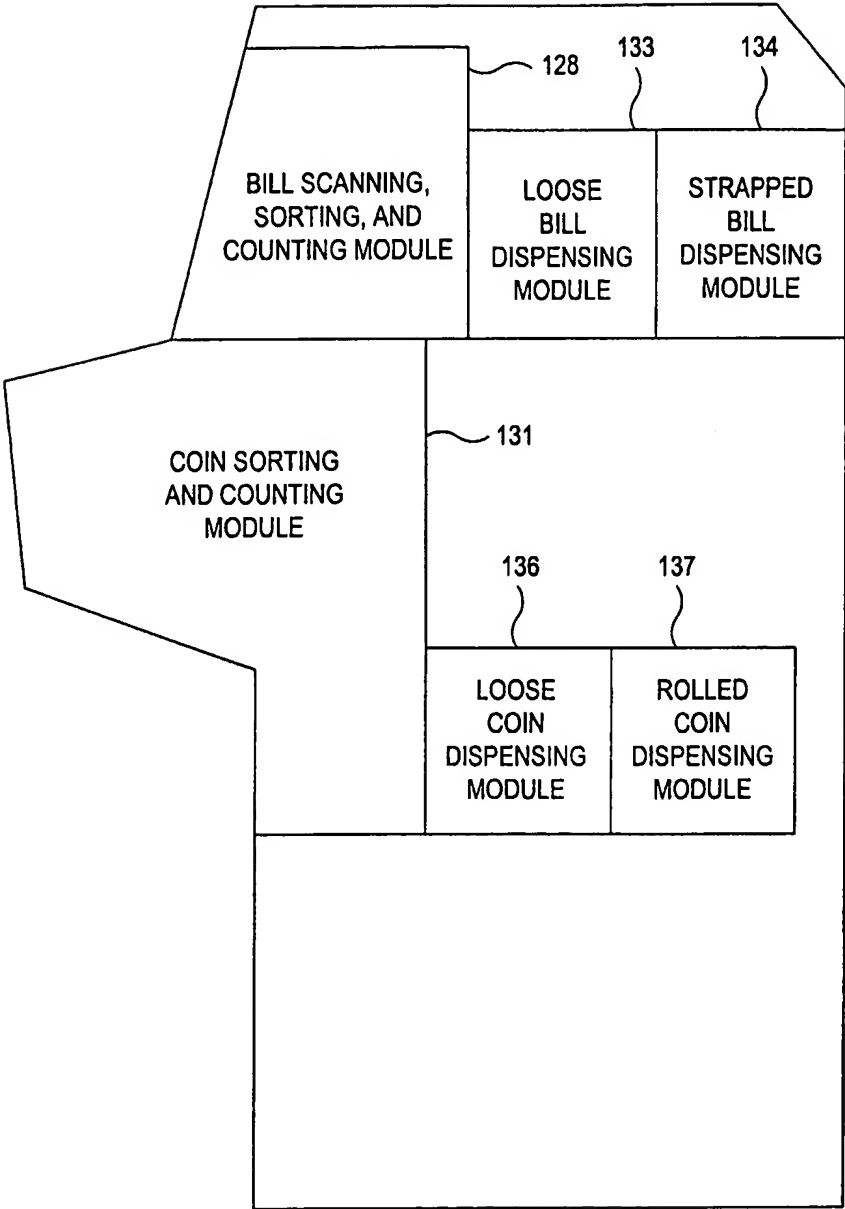 133
134
128
BILL SCANNING,
SORTING, AND
COUNTING MODULE
LOOSE
BILL
DISPENSING
MODULE
STRAPPED
BILL
DISPENSING
MODULE
131
COIN SORTING
AND COUNTING
MODULE
136
137
LOOSE
COIN
DISPENSING
MODULE
ROLLED
COIN
DISPENSING
MODULE